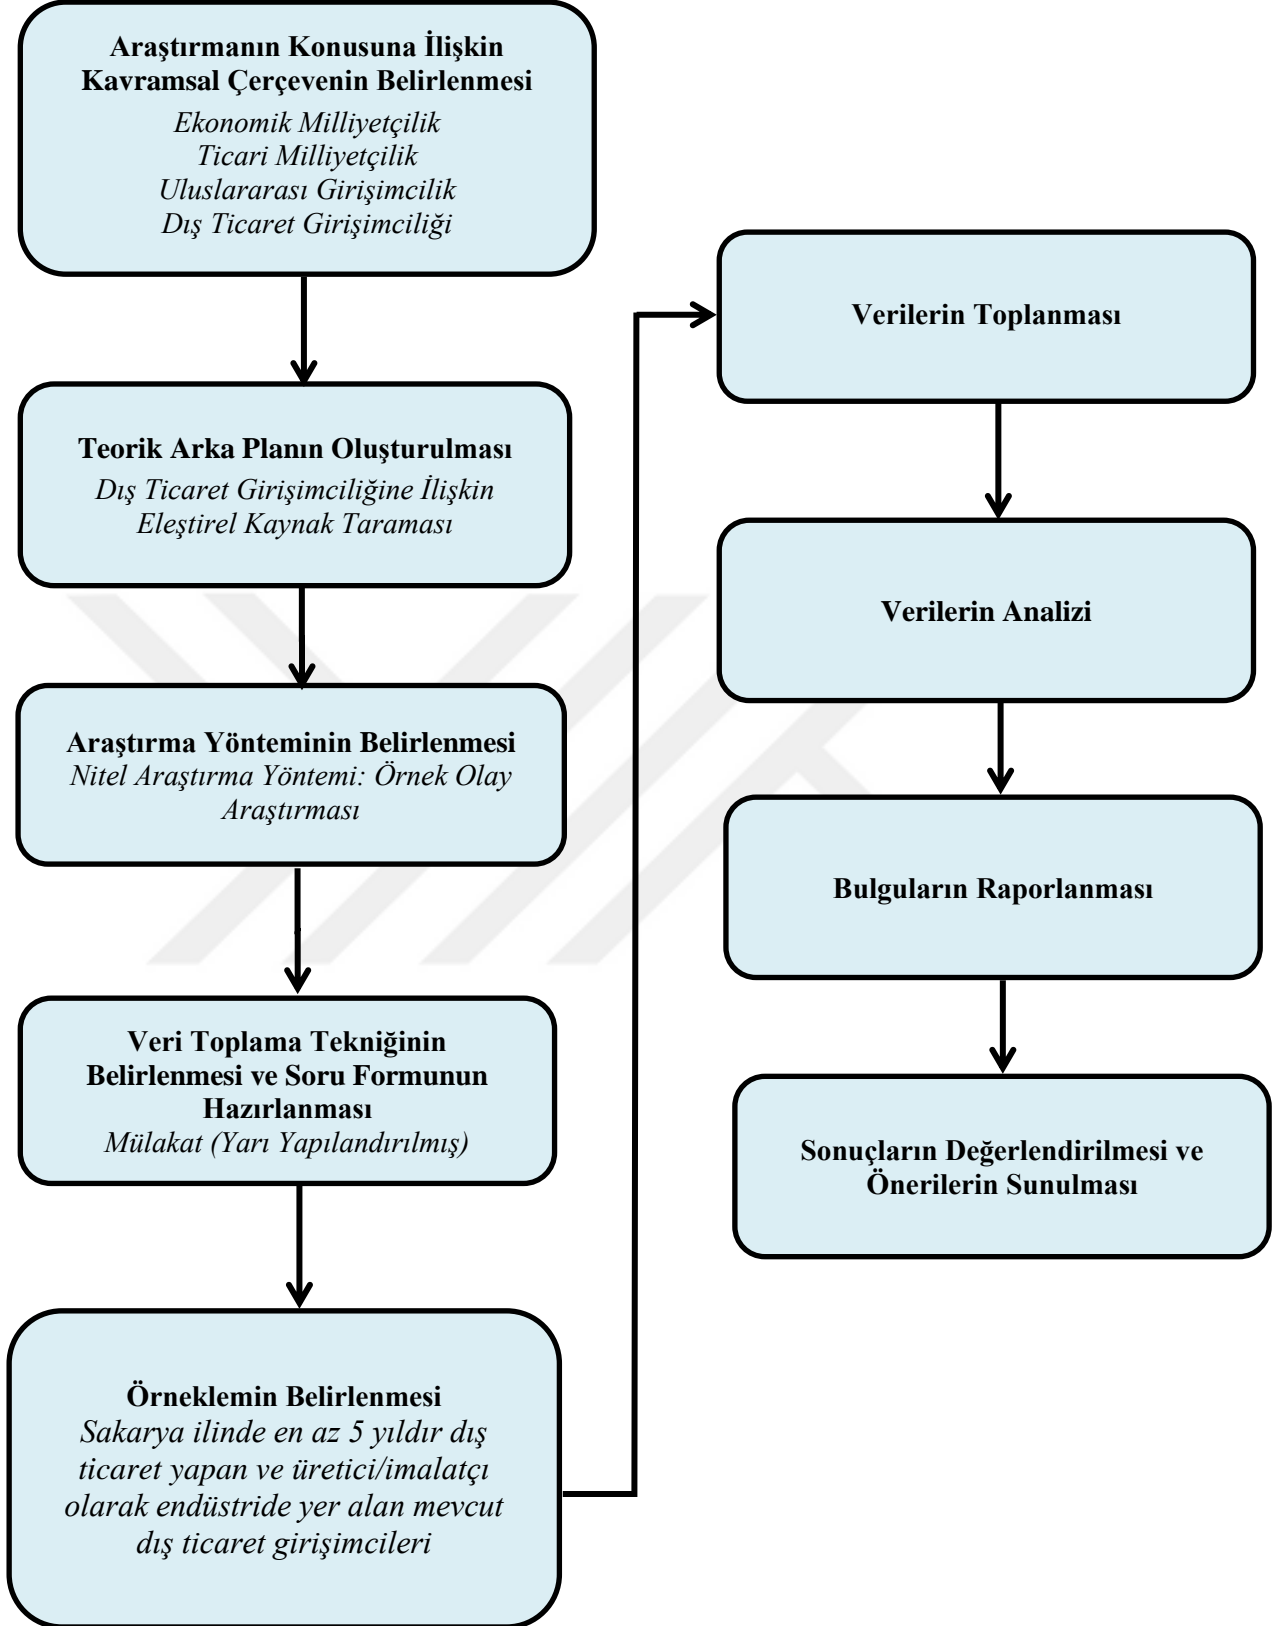 Araştırmanın Konusuna İlişkin
Kavramsal Çerçevenin Belirlenmesi
Ekonomik Milliyetçilik
Ticari Milliyetçilik
Uluslararası Girişimcilik
Dış Ticaret Girişimciliği
Teorik Arka Planın Oluşturulması
Dış Ticaret Girişimciliğine İlişkin
Eleştirel Kaynak Taraması
Araştırma Yönteminin Belirlenmesi
Nitel Araştırma Yöntemi: Örnek Olay
Araştırması
Veri Toplama Tekniğinin
Belirlenmesi ve Soru Formunun
Hazırlanması
Mülakat (Yarı Yapılandırılmış)
Örneklemin Belirlenmesi
Sakarya ilinde en az 5 yıldır dış
ticaret yapan ve üretici/imalatçı
olarak endüstride yer alan mevcut
dış ticaret girişimcileri
Verilerin Toplanması
Verilerin Analizi
Bulguların Raporlanması
Sonuçların Değerlendirilmesi ve
Önerilerin Sunulması